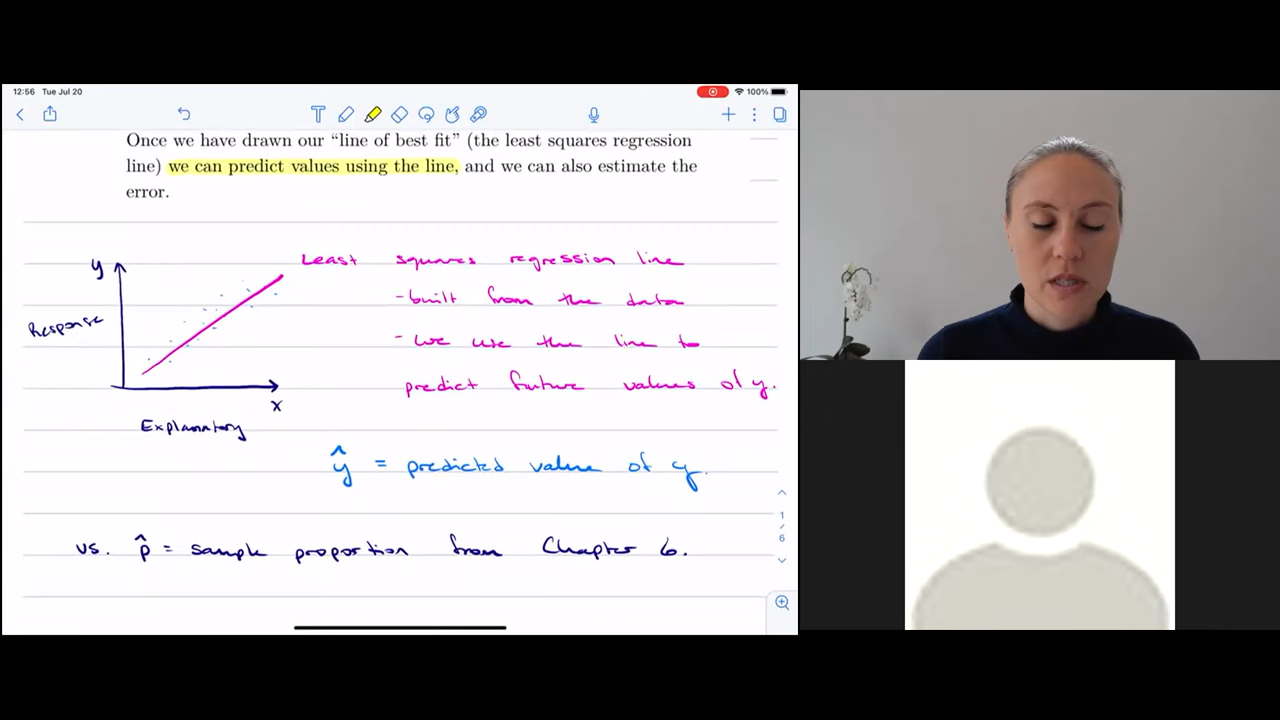 12:56 Tue Jul 20
100%
T
Once we have drawn our “line of best fit” (the least squares regression
line) we can predict values using the line, and we can also estimate the
error.
y
Least squares regression line
- built from the data
Response
- We use the line to
predict future values of y.
x
Explanatory
ŷ = predicted value of y.
1
/
6
vs. p̂ = sample proportion from Chapter 6.